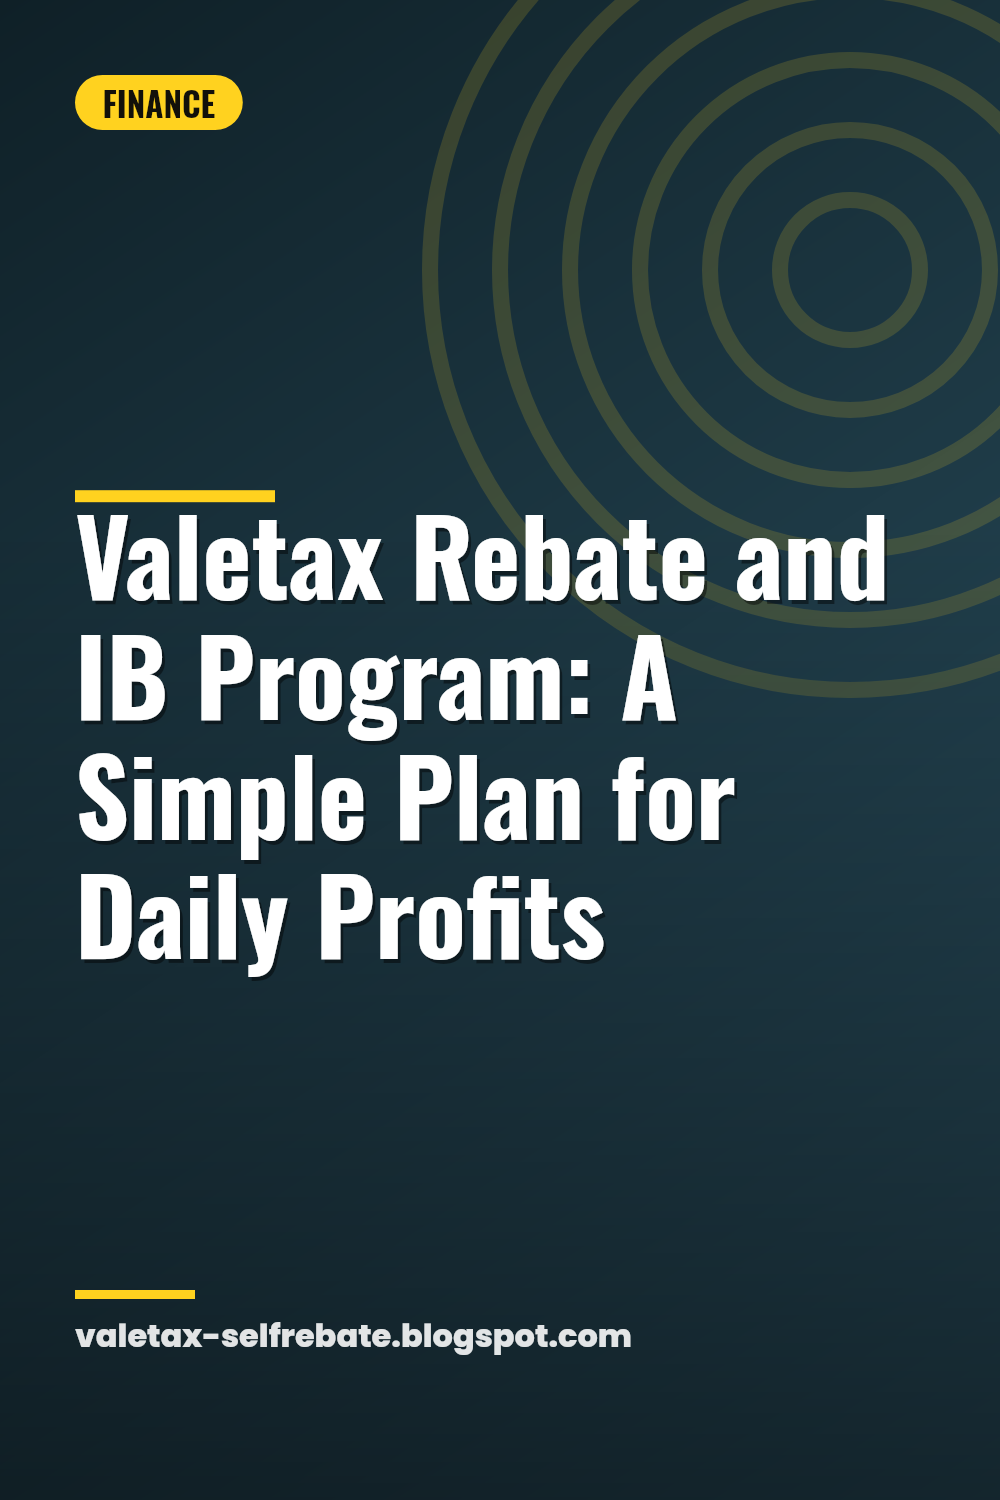 FINANCE
Valetax Rebate and
IB Program: A
Simple Plan for
Daily Profits
valetax-selfrebate.blogspot.com